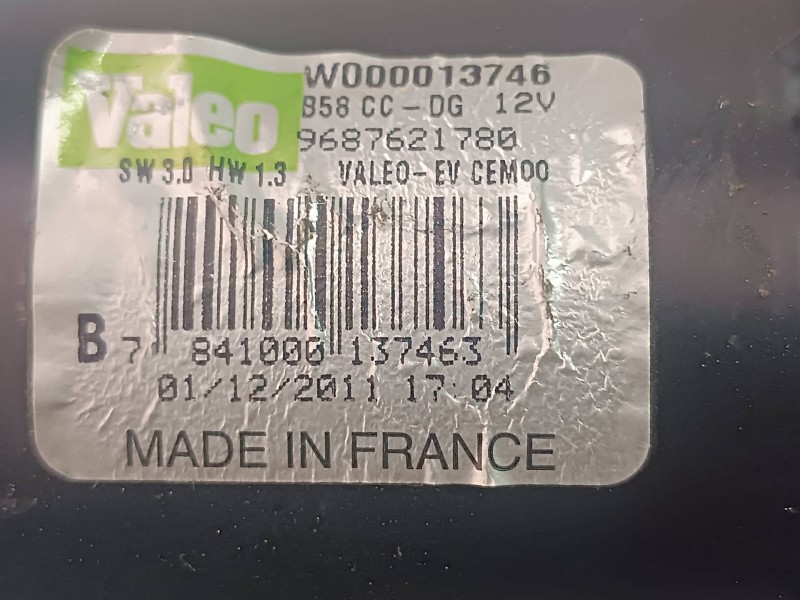 Valeo
W000013746
B58 CC-DG 12V
9687621780
SW 3.0 HW 1.3 VALEO-EV CEM00
B 7 841000 137463
01/12/2011 17:04
MADE IN FRANCE